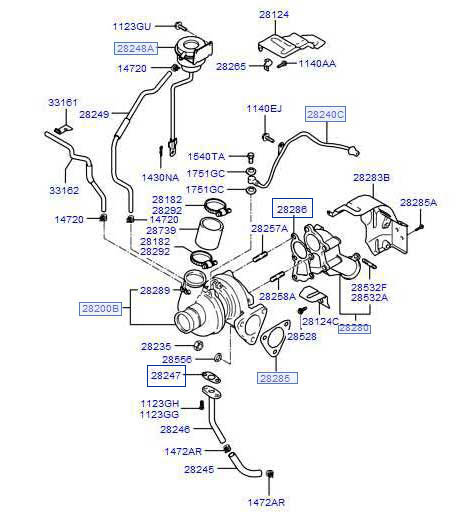 28124
1123GU
28248A
14720
28265
1140AA
33161
28249
1140EJ
28240C
1430NA
1540TA
1751GC
1751GC
28283B
33162
28182
28292
28286
28285A
14720
14720
28739
28257A
28182
28292
28289
28532F
28532A
28258A
28200B
28124C
28280
28235
28528
28556
28247
28285
1123GH
1123GG
28246
1472AR
28245
1472AR